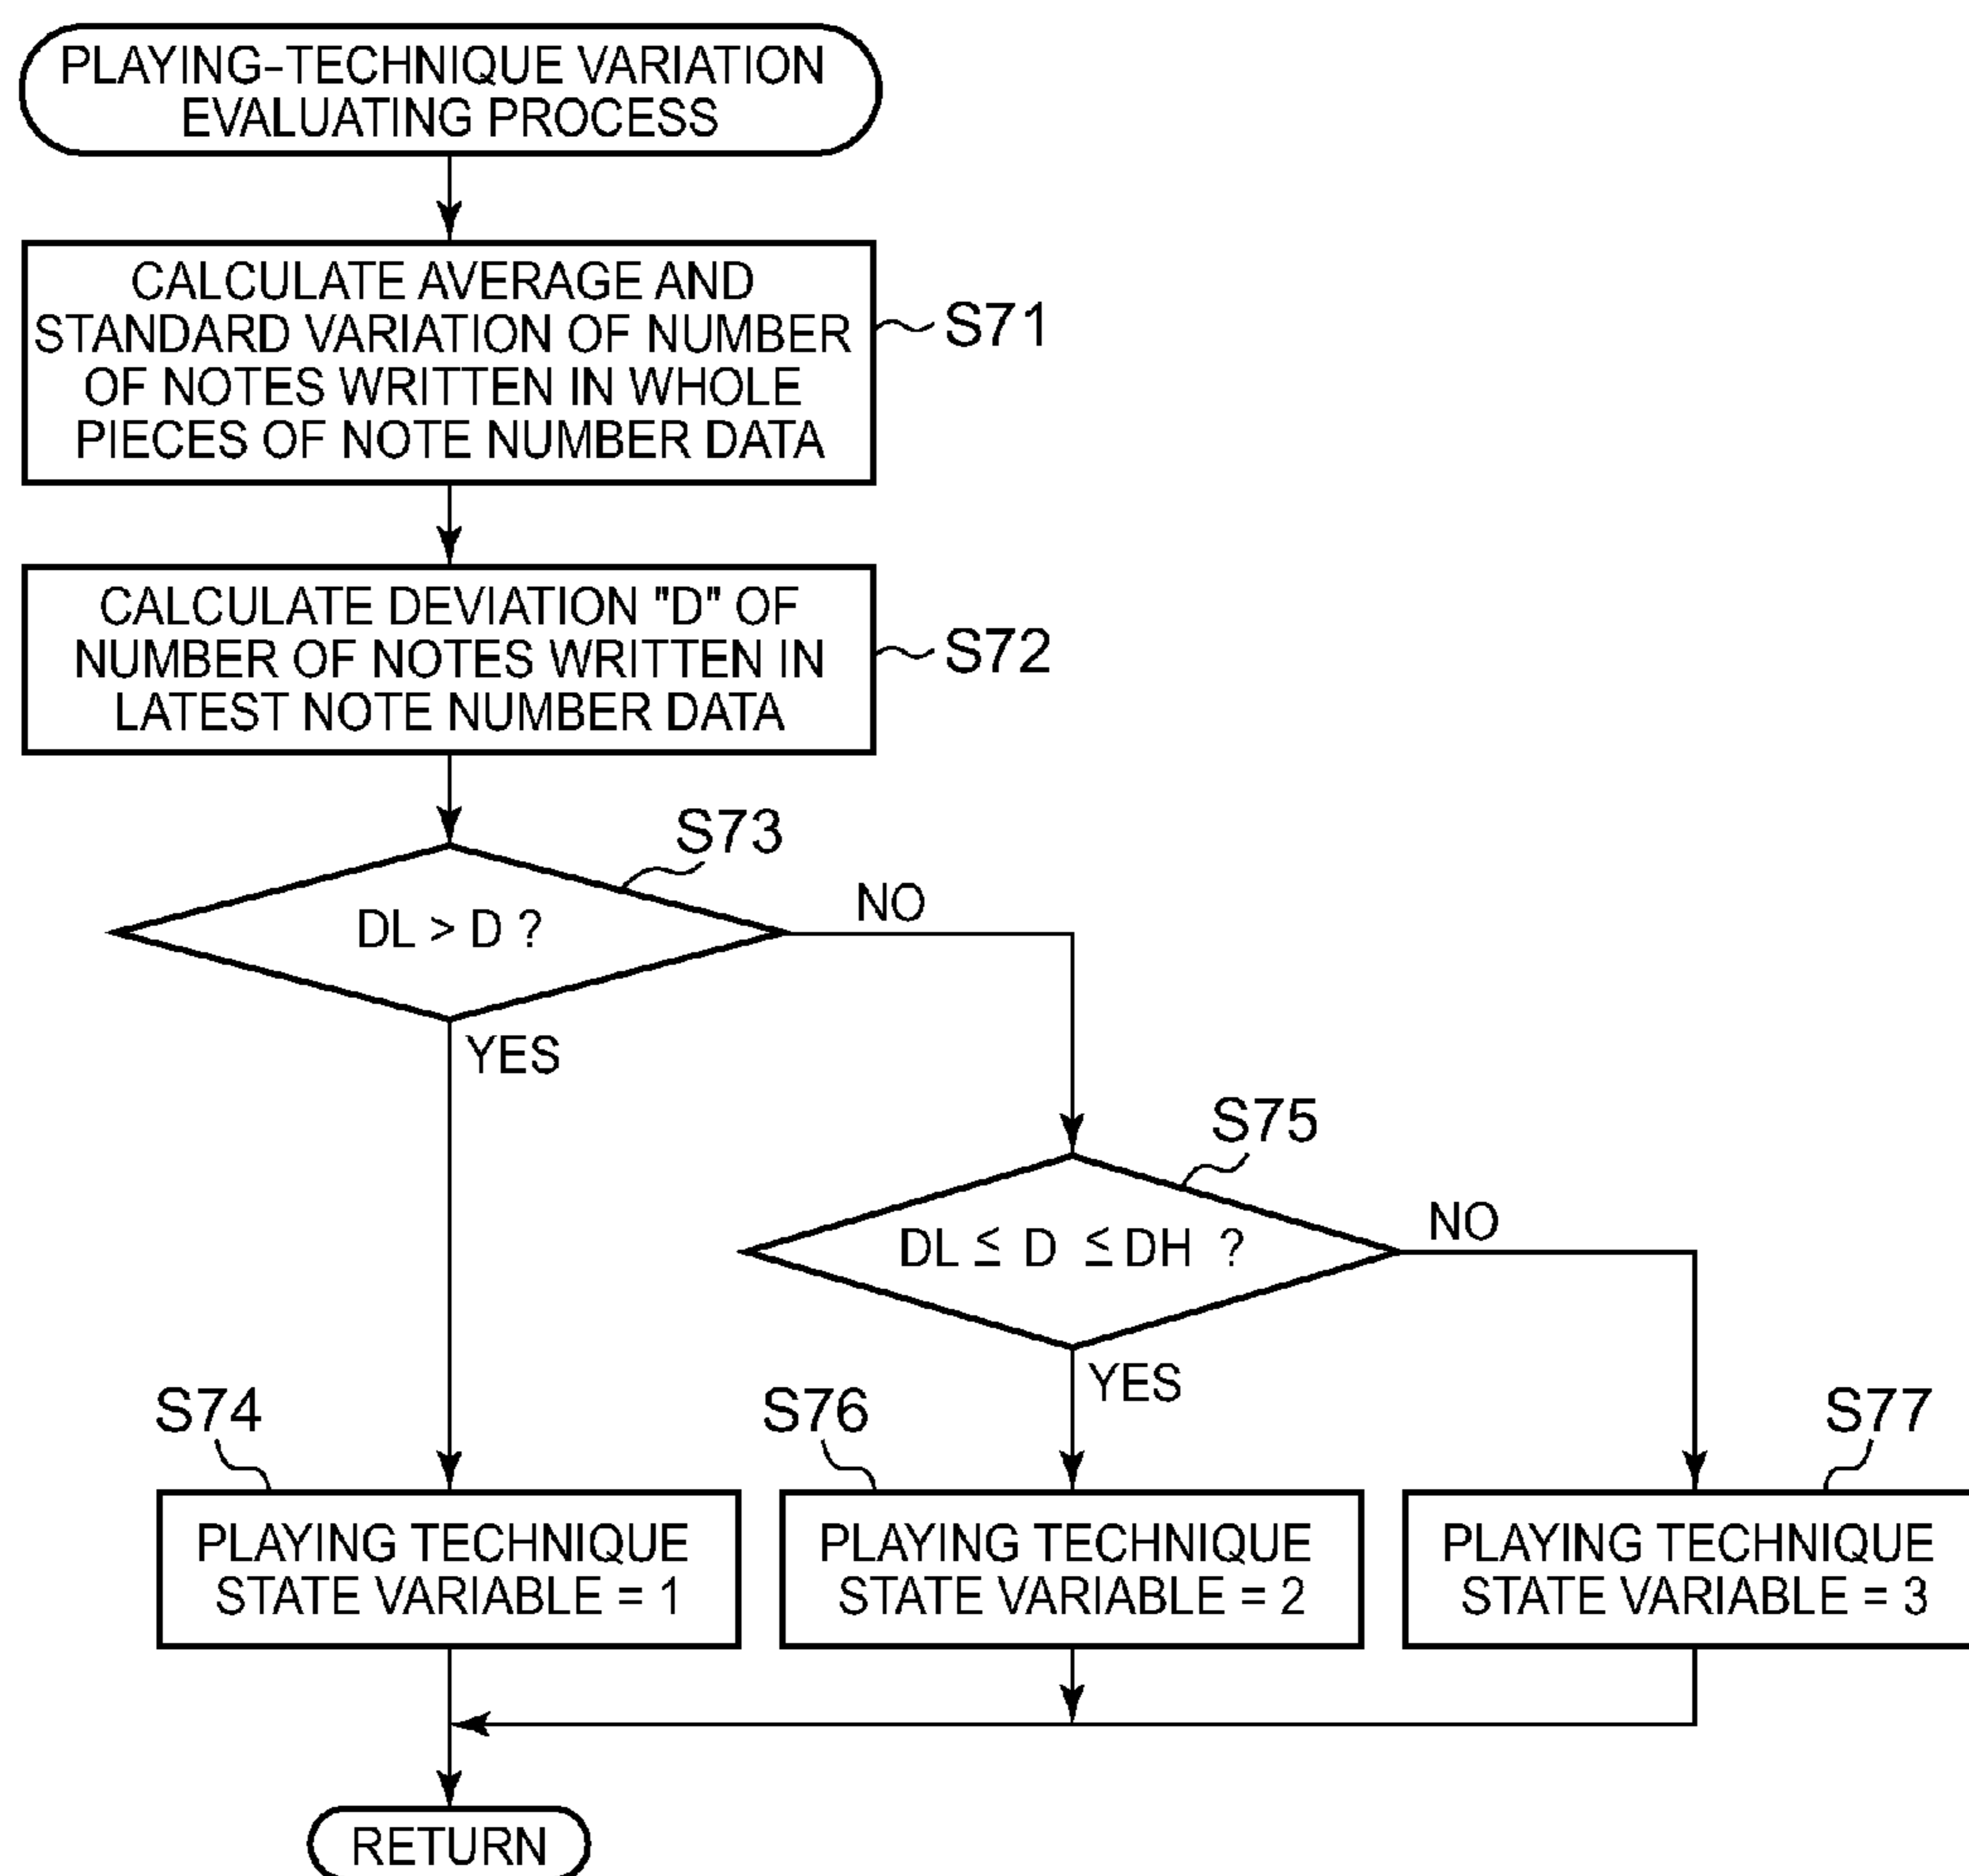 PLAYING-TECHNIQUE VARIATION
EVALUATING PROCESS
CALCULATE AVERAGE AND
STANDARD VARIATION OF NUMBER
OF NOTES WRITTEN IN WHOLE
PIECES OF NOTE NUMBER DATA
S71
CALCULATE DEVIATION "D" OF
NUMBER OF NOTES WRITTEN IN
LATEST NOTE NUMBER DATA
S72
S73
DL > D ?
NO
YES
S75
DL ≤ D ≤ DH ?
NO
YES
S74
S76
S77
PLAYING TECHNIQUE
STATE VARIABLE = 1
PLAYING TECHNIQUE
STATE VARIABLE = 2
PLAYING TECHNIQUE
STATE VARIABLE = 3
RETURN